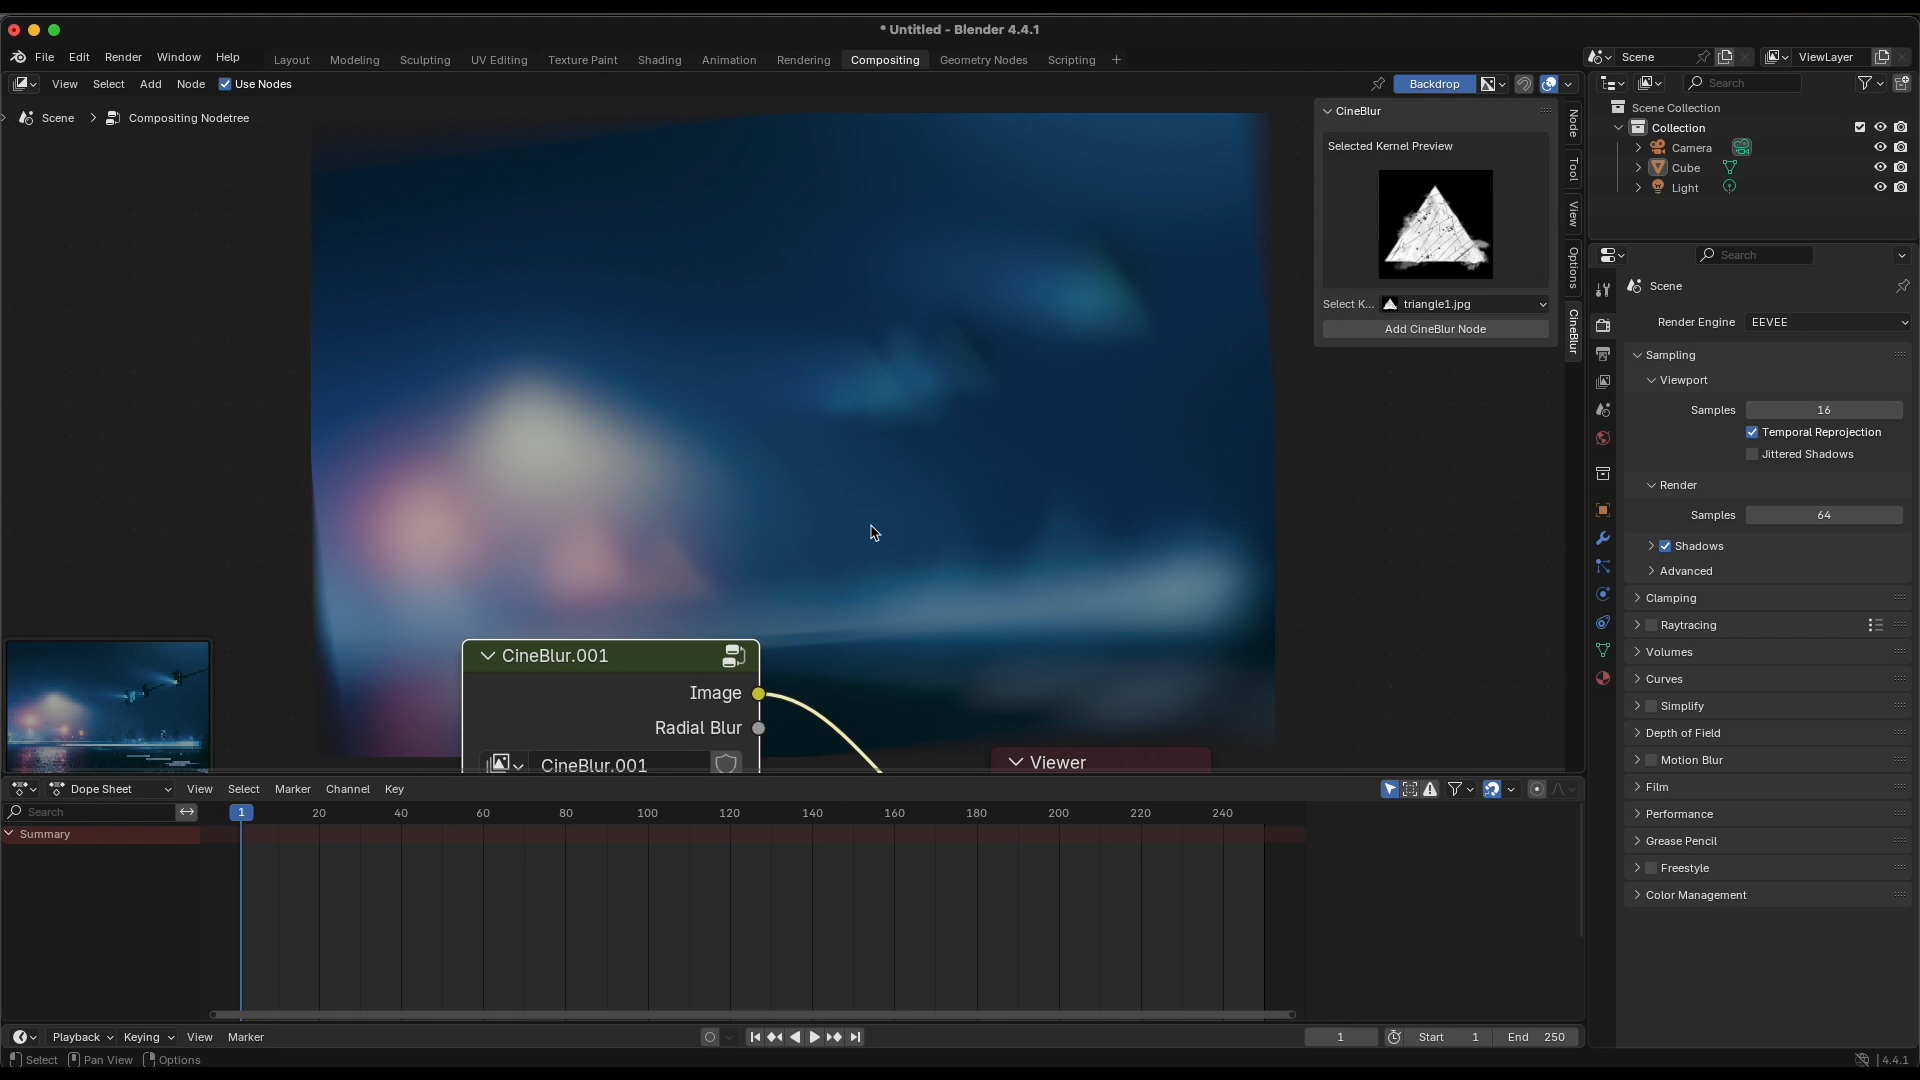 * Untitled - Blender 4.4.1
File Edit Render Window Help
Layout Modeling Sculpting UV Editing Texture Paint Shading Animation Rendering Compositing Geometry Nodes Scripting +
Scene
ViewLayer
View Select Add Node Use Nodes
Backdrop
Search
Scene > Compositing Nodetree
CineBlur
Selected Kernel Preview
Select K... triangle1.jpg
Add CineBlur Node
Node
Tool
View
Options
CineBlur
Scene Collection
Collection
Camera
Cube
Light
Search
Scene
Render Engine EEVEE
Sampling
Viewport
Samples 16
Temporal Reprojection
Jittered Shadows
Render
Samples 64
Shadows
Advanced
Clamping
Raytracing
Volumes
Curves
Simplify
Depth of Field
Motion Blur
Film
Performance
Grease Pencil
Freestyle
Color Management
CineBlur.001
Image
Radial Blur
CineBlur.001
Viewer
Dope Sheet View Select Marker Channel Key
Search
1 20 40 60 80 100 120 140 160 180 200 220 240
Summary
Playback Keying View Marker
1 Start 1 End 250
Select Pan View Options
4.4.1